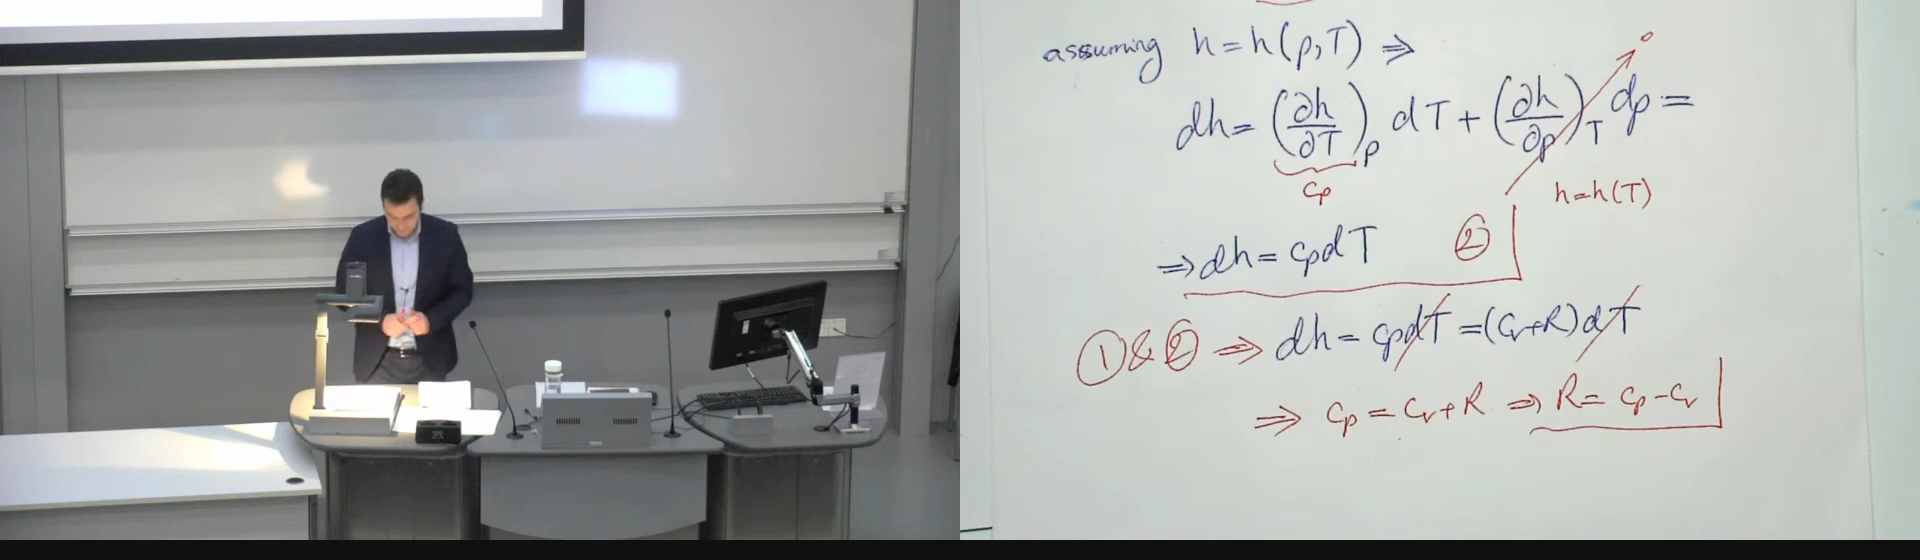 assuming h = h(p,T) ⇒
dh = (∂h/∂T)p dT + (∂h/∂p)T dp =
0
cp
h=h(T)
⇒ dh = cp dT ②
① & ② ⇒ dh = cp dT = (cv+R) dT
⇒ cp = cv+R ⇒ R = cp - cv